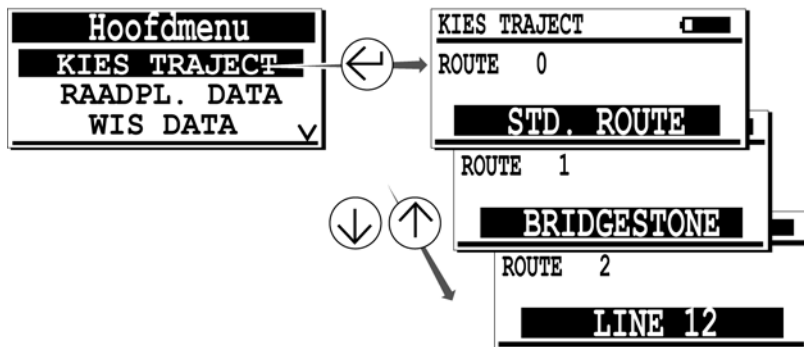 Hoofdmenu
KIES TRAJECT
RAADPL. DATA
WIS DATA
KIES TRAJECT
ROUTE 0
STD. ROUTE
ROUTE 1
BRIDGESTONE
ROUTE 2
LINE 12